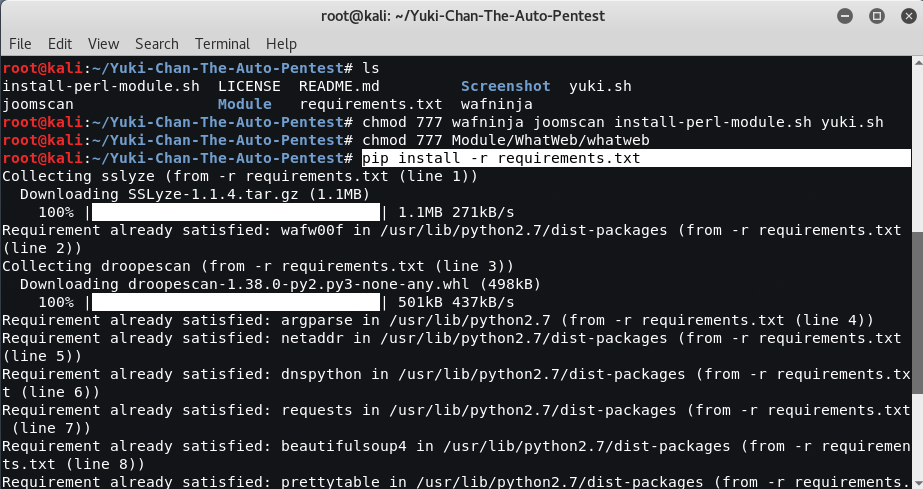 root@kali: ~/Yuki-Chan-The-Auto-Pentest
File Edit View Search Terminal Help
root@kali:~/Yuki-Chan-The-Auto-Pentest# ls
install-perl-module.sh LICENSE README.md Screenshot yuki.sh
joomscan Module requirements.txt wafninja
root@kali:~/Yuki-Chan-The-Auto-Pentest# chmod 777 wafninja joomscan install-perl-module.sh yuki.sh
root@kali:~/Yuki-Chan-The-Auto-Pentest# chmod 777 Module/WhatWeb/whatweb
root@kali:~/Yuki-Chan-The-Auto-Pentest# pip install -r requirements.txt
Collecting sslyze (from -r requirements.txt (line 1))
Downloading SSLyze-1.1.4.tar.gz (1.1MB)
100% | | 1.1MB 271kB/s
Requirement already satisfied: wafw00f in /usr/lib/python2.7/dist-packages (from -r requirements.txt
(line 2))
Collecting droopescan (from -r requirements.txt (line 3))
Downloading droopescan-1.38.0-py2.py3-none-any.whl (498kB)
100% | | 501kB 437kB/s
Requirement already satisfied: argparse in /usr/lib/python2.7 (from -r requirements.txt (line 4))
Requirement already satisfied: netaddr in /usr/lib/python2.7/dist-packages (from -r requirements.txt
(line 5))
Requirement already satisfied: dnspython in /usr/lib/python2.7/dist-packages (from -r requirements.tx
t (line 6))
Requirement already satisfied: requests in /usr/lib/python2.7/dist-packages (from -r requirements.txt
(line 7))
Requirement already satisfied: beautifulsoup4 in /usr/lib/python2.7/dist-packages (from -r requiremen
ts.txt (line 8))
Requirement already satisfied: prettytable in /usr/lib/python2.7/dist-packages (from -r requirements.